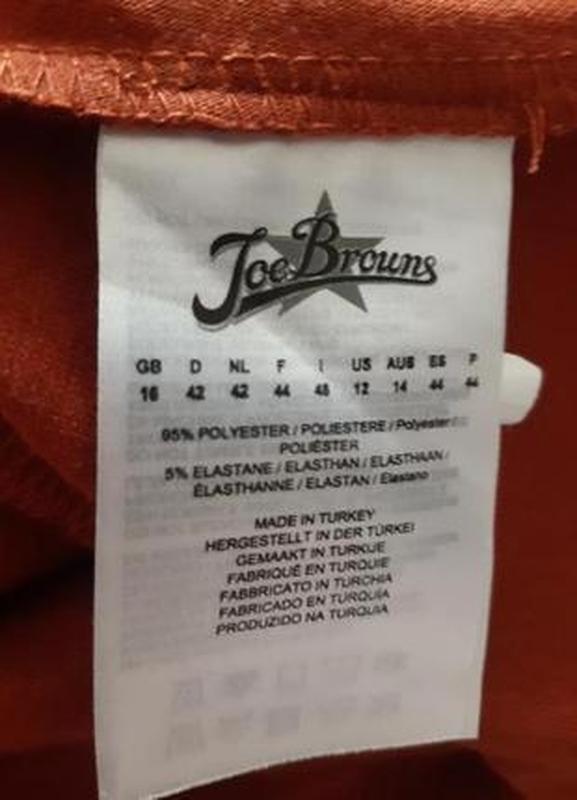 Joe Browns
GB D NL F I US AUS ES P
16 42 42 44 48 12 14 44 44
95% POLYESTER / POLIESTERE / Polyester /
POLIÉSTER
5% ELASTANE / ELASTHAN / ELASTHAAN /
ÉLASTHANNE / ELASTAN / Elastano
MADE IN TURKEY
HERGESTELLT IN DER TÜRKEI
GEMAAKT IN TURKIJE
FABRIQUÉ EN TURQUIE
FABBRICATO IN TURCHIA
FABRICADO EN TURQUÍA
PRODUZIDO NA TURQUIA